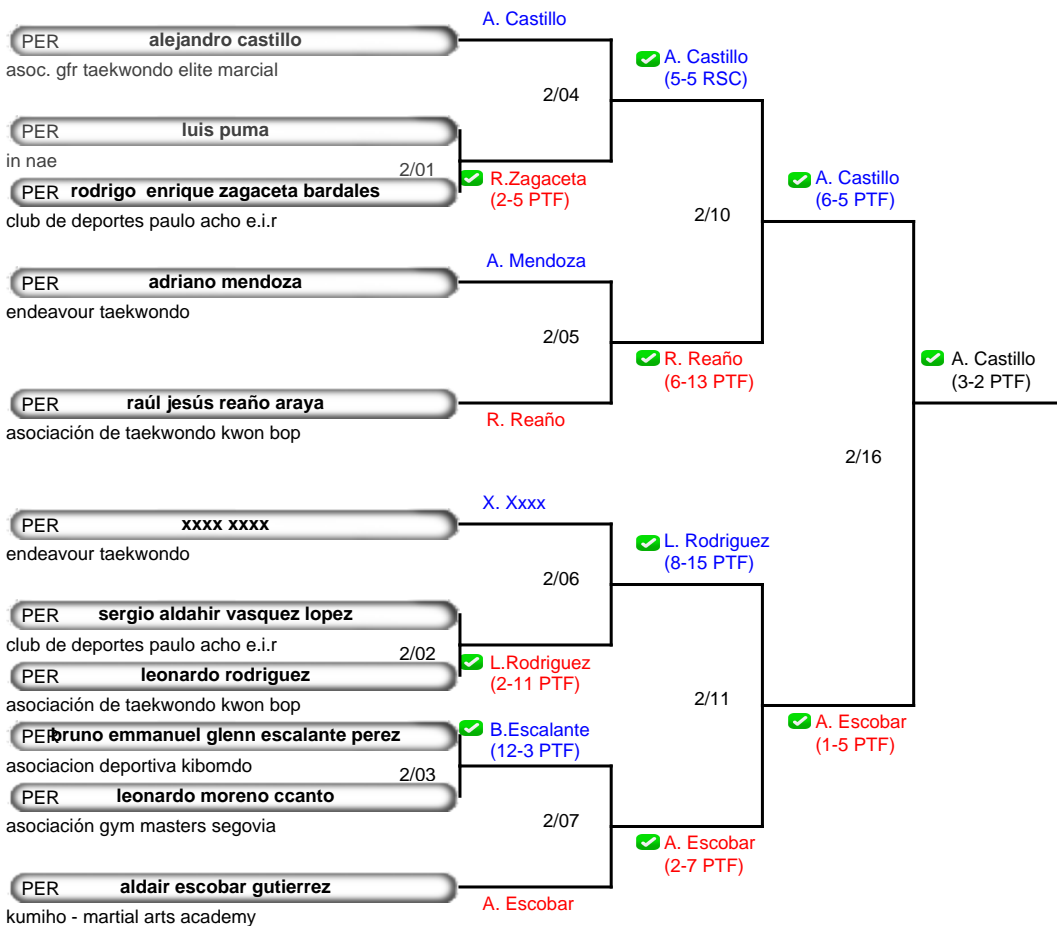 A. Castillo
PER alejandro castillo
asoc. gfr taekwondo elite marcial
A. Castillo
(5-5 RSC)
2/04
PER luis puma
in nae
2/01
PER rodrigo enrique zagaceta bardales
R.Zagaceta
(2-5 PTF)
club de deportes paulo acho e.i.r
A. Castillo
(6-5 PTF)
2/10
A. Mendoza
PER adriano mendoza
endeavour taekwondo
2/05
R. Reaño
(6-13 PTF)
A. Castillo
(3-2 PTF)
PER raúl jesús reaño araya
R. Reaño
asociación de taekwondo kwon bop
2/16
X. Xxxx
PER xxxx xxxx
endeavour taekwondo
L. Rodriguez
(8-15 PTF)
2/06
PER sergio aldahir vasquez lopez
club de deportes paulo acho e.i.r
2/02
PER leonardo rodriguez
L.Rodriguez
(2-11 PTF)
asociación de taekwondo kwon bop
2/11
PER bruno emmanuel glenn escalante perez
B.Escalante
(12-3 PTF)
A. Escobar
(1-5 PTF)
asociacion deportiva kibomdo
2/03
PER leonardo moreno ccanto
asociación gym masters segovia
2/07
A. Escobar
(2-7 PTF)
PER aldair escobar gutierrez
A. Escobar
kumiho - martial arts academy